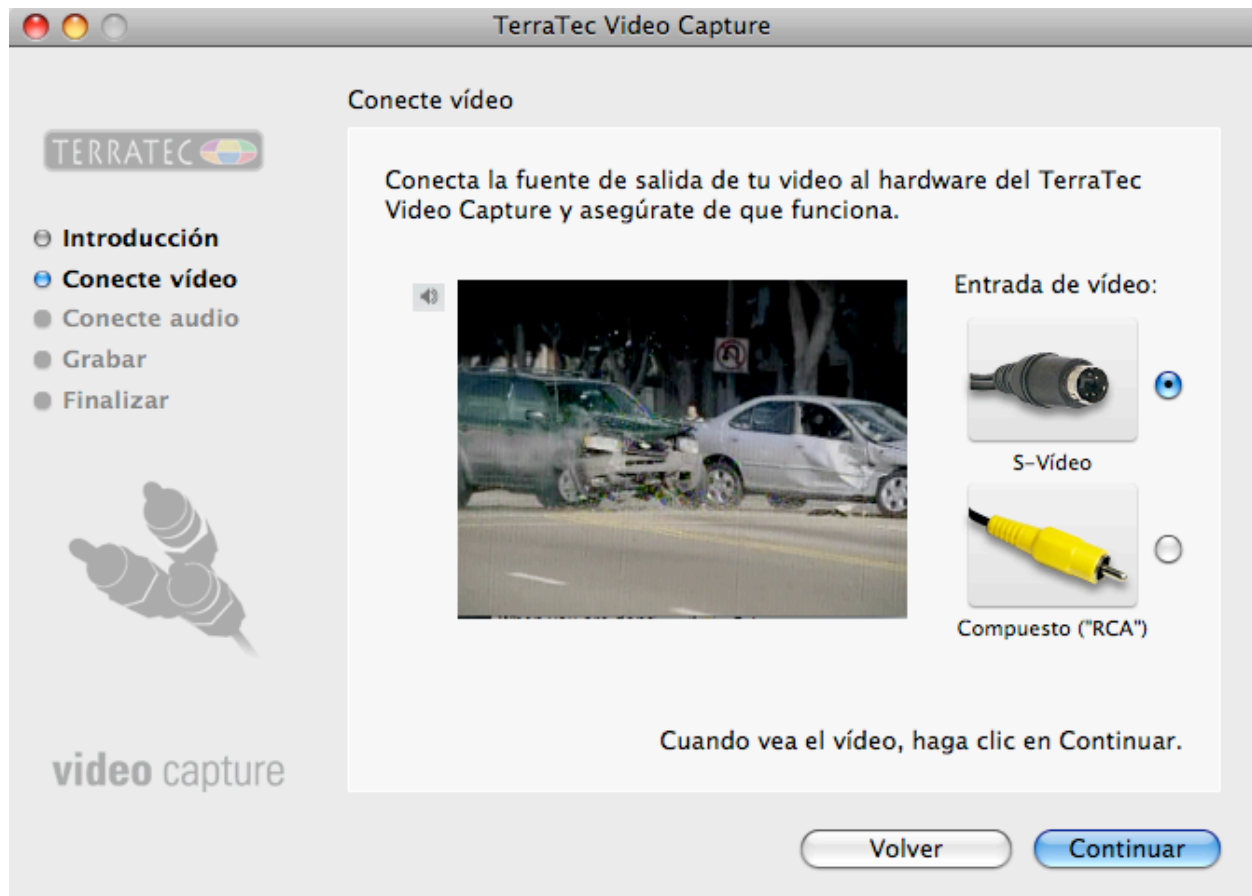 TerraTec Video Capture
TERRATEC
Introducción
Conecte vídeo
Conecte audio
Grabar
Finalizar
video capture
Conecte vídeo
Conecta la fuente de salida de tu video al hardware del TerraTec
Video Capture y asegúrate de que funciona.
Entrada de vídeo:
S-Vídeo
Compuesto ("RCA")
Cuando vea el vídeo, haga clic en Continuar.
Volver
Continuar